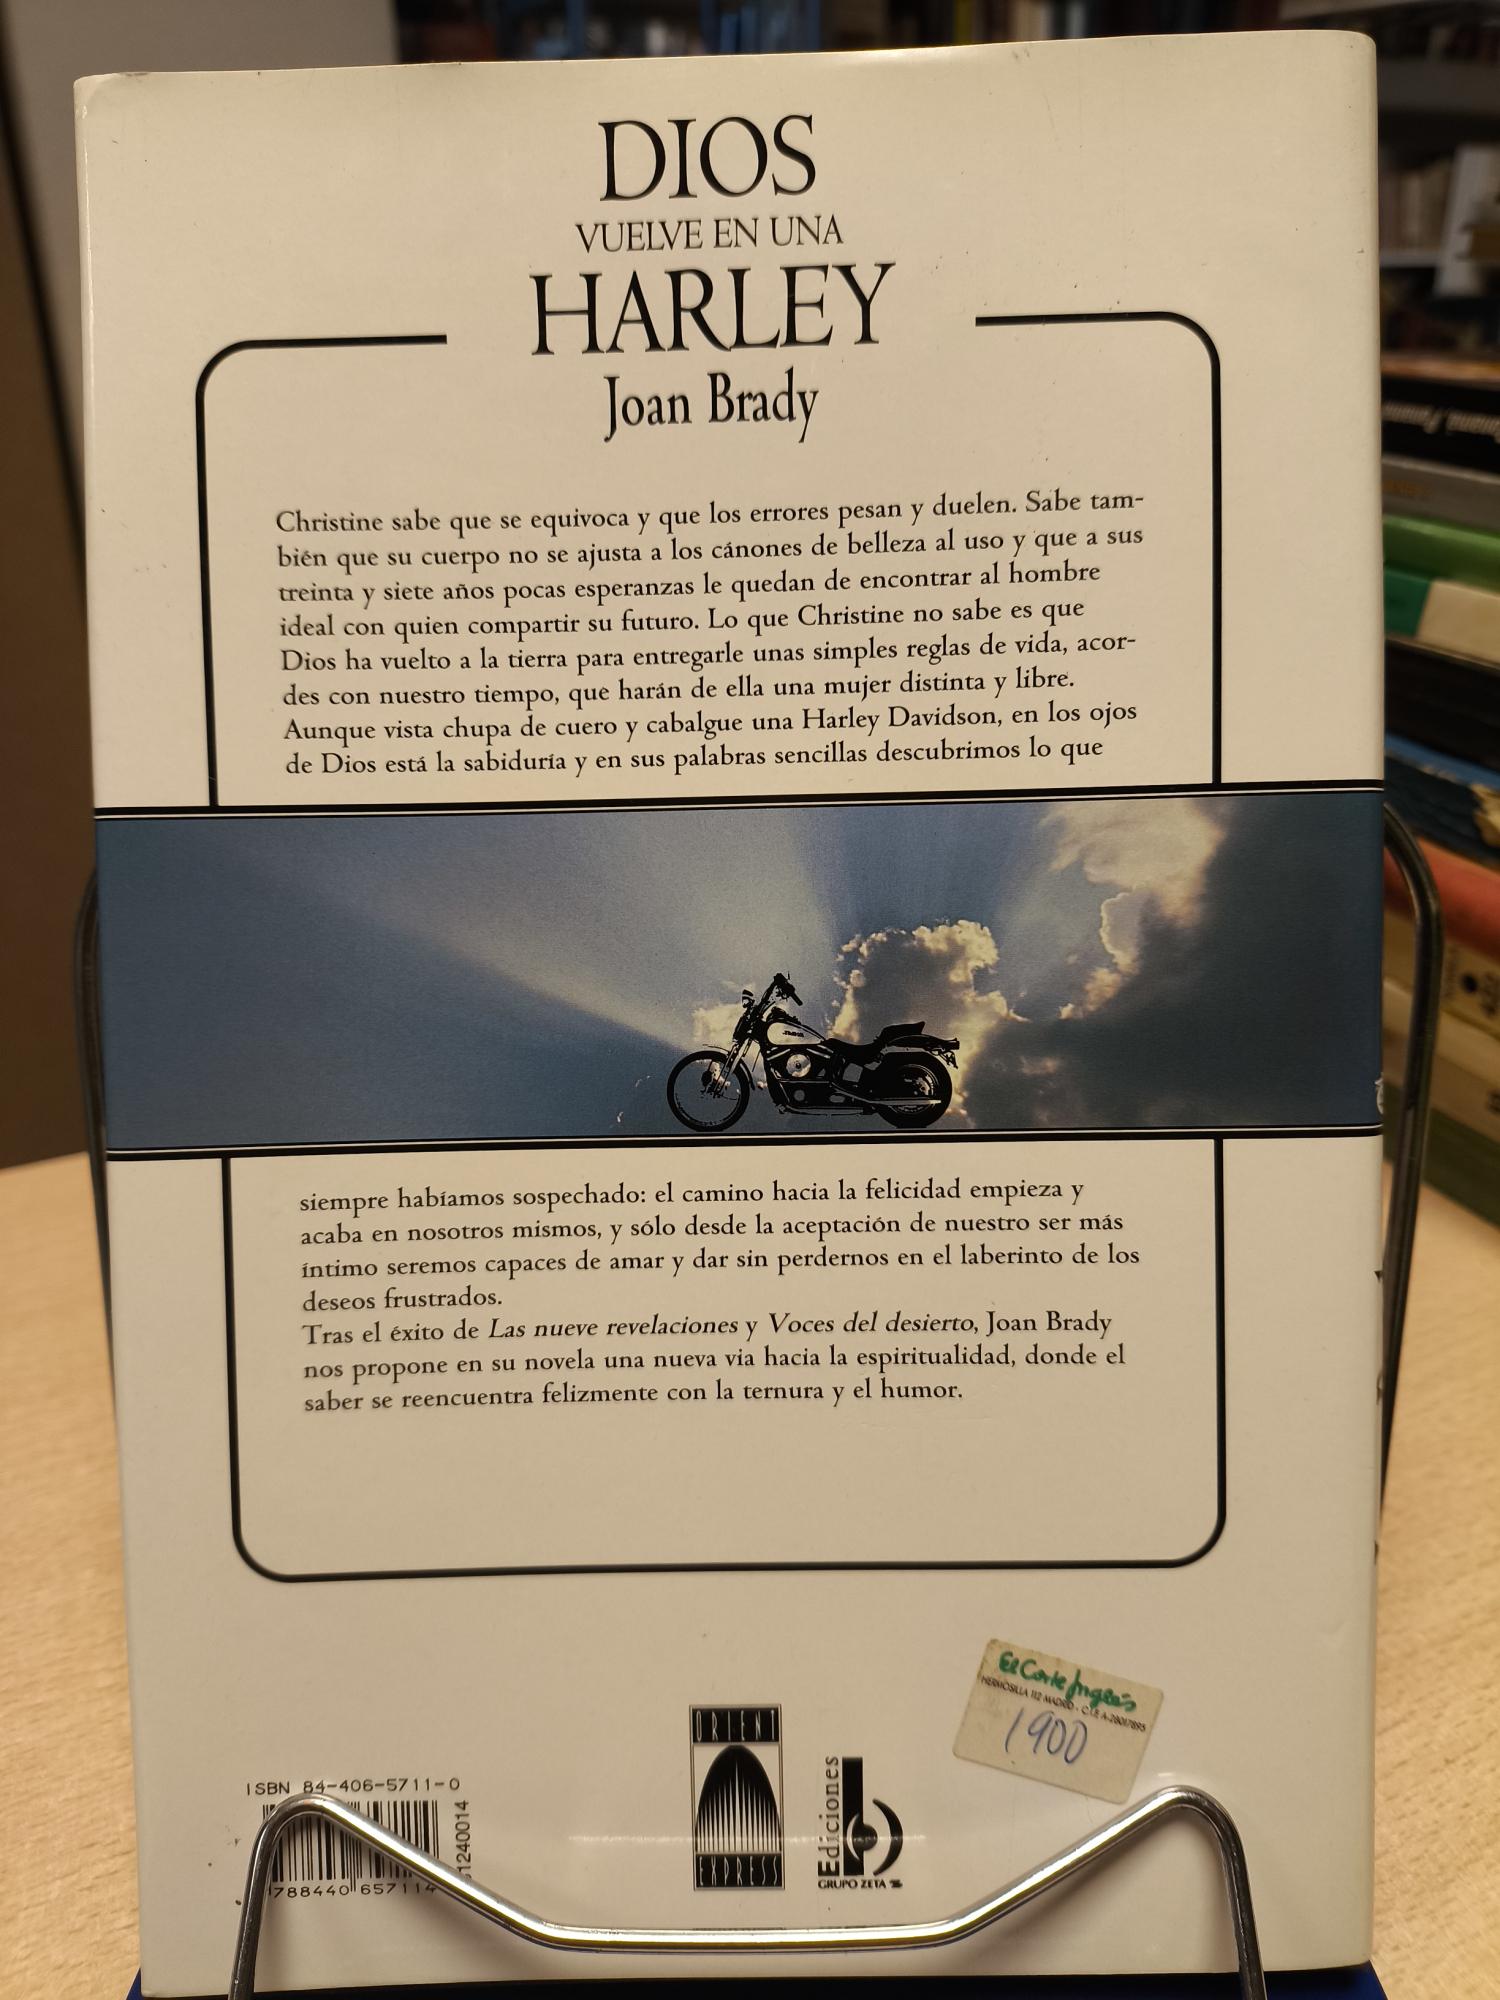 DIOS
VUELVE EN UNA
HARLEY
Joan Brady
Christine sabe que se equivoca y que los errores pesan y duelen. Sabe tam-
bién que su cuerpo no se ajusta a los cánones de belleza al uso y que a sus
treinta y siete años pocas esperanzas le quedan de encontrar al hombre
ideal con quien compartir su futuro. Lo que Christine no sabe es que
Dios ha vuelto a la tierra para entregarle unas simples reglas de vida, acor-
des con nuestro tiempo, que harán de ella una mujer distinta y libre.
Aunque vista chupa de cuero y cabalgue una Harley Davidson, en los ojos
de Dios está la sabiduría y en sus palabras sencillas descubrimos lo que
siempre habíamos sospechado: el camino hacia la felicidad empieza y
acaba en nosotros mismos, y sólo desde la aceptación de nuestro ser más
íntimo seremos capaces de amar y dar sin perdernos en el laberinto de los
deseos frustrados.
Tras el éxito de Las nueve revelaciones y Voces del desierto, Joan Brady
nos propone en su novela una nueva via hacia la espiritualidad, donde el
saber se reencuentra felizmente con la ternura y el humor.
El Corte Inglés
HERMOSILLA 112 MADRID - C.I.F. A-28017895
1900
ORIENT
EXPRESS
Ediciones B
GRUPO ZETA
ISBN 84-406-5711-0
788440 657114
1240014